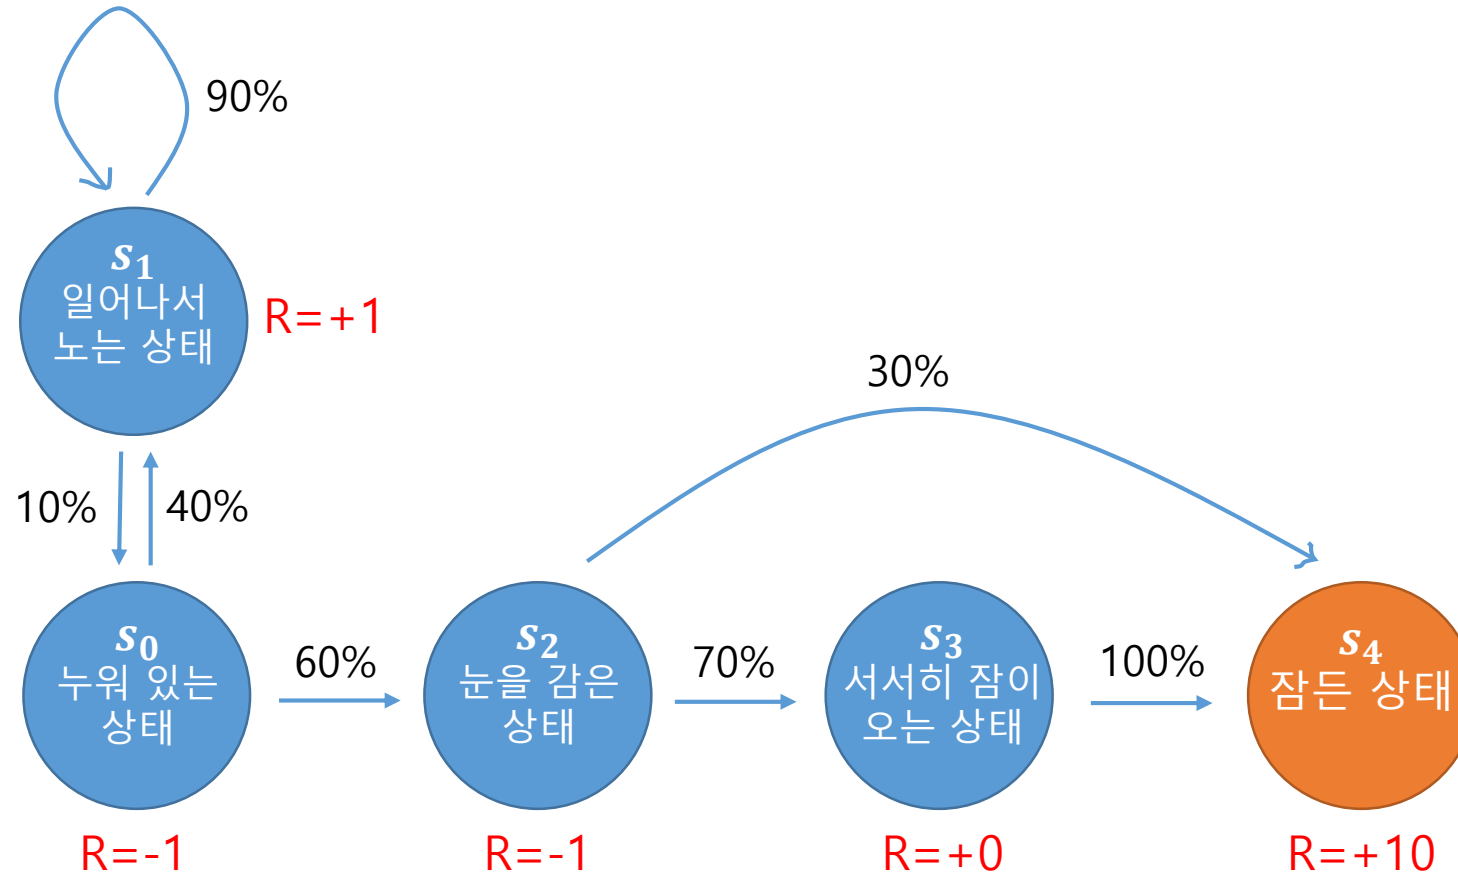 90%
s₁
일어나서
노는 상태
R=+1
30%
10%
40%
s₀
누워 있는
상태
R=-1
60%
s₂
눈을 감은
상태
R=-1
70%
s₃
서서히 잠이
오는 상태
R=+0
100%
s₄
잠든 상태
R=+10